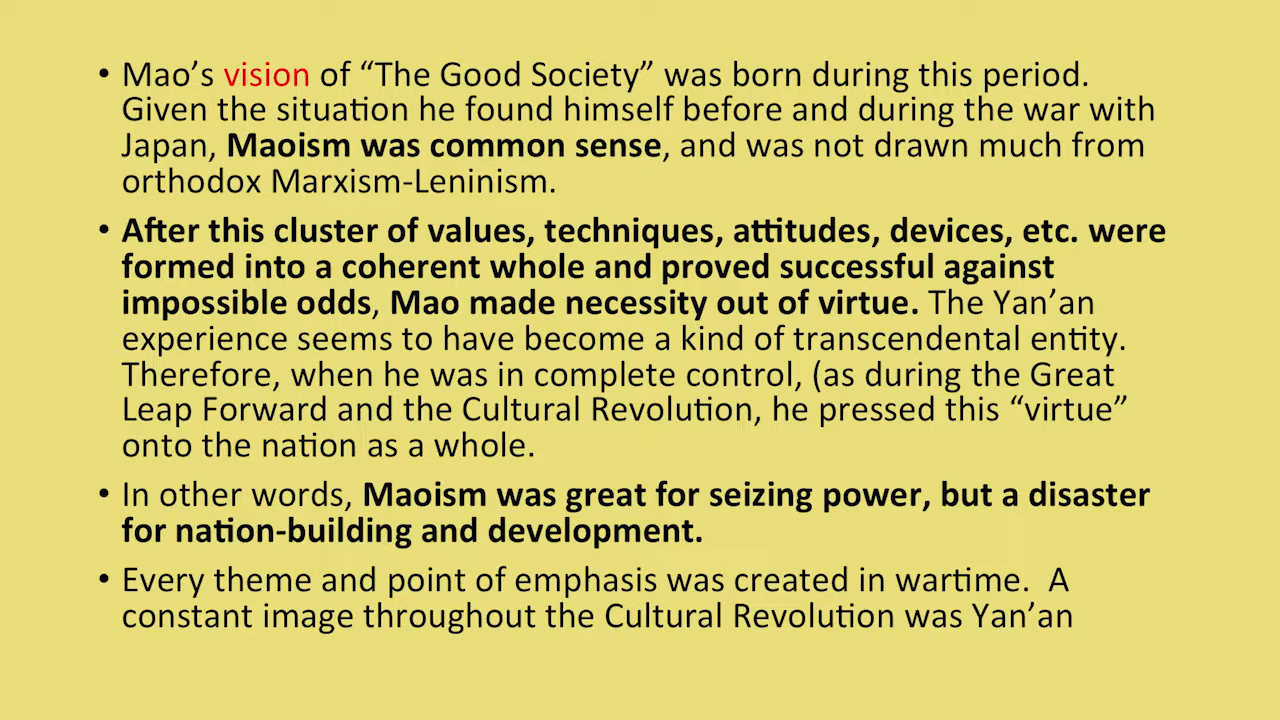 • Mao’s vision of “The Good Society” was born during this period.
Given the situation he found himself before and during the war with
Japan, Maoism was common sense, and was not drawn much from
orthodox Marxism-Leninism.
• After this cluster of values, techniques, attitudes, devices, etc. were
formed into a coherent whole and proved successful against
impossible odds, Mao made necessity out of virtue. The Yan’an
experience seems to have become a kind of transcendental entity.
Therefore, when he was in complete control, (as during the Great
Leap Forward and the Cultural Revolution, he pressed this “virtue”
onto the nation as a whole.
• In other words, Maoism was great for seizing power, but a disaster
for nation-building and development.
• Every theme and point of emphasis was created in wartime.  A
constant image throughout the Cultural Revolution was Yan’an